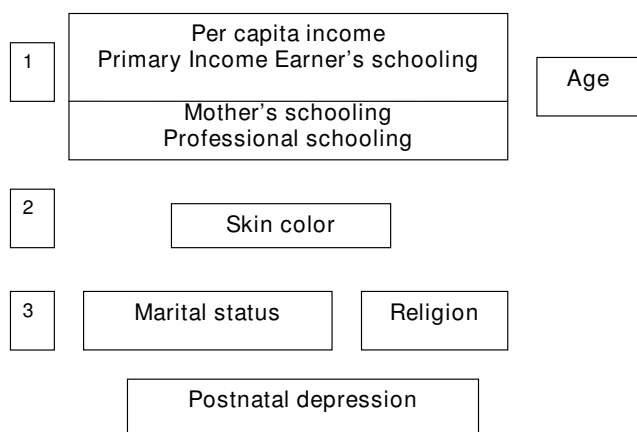 1
Per capita income
Primary Income Earner's schooling
Age
Mother's schooling
Professional schooling
2
Skin color
3
Marital status
Religion
Postnatal depression